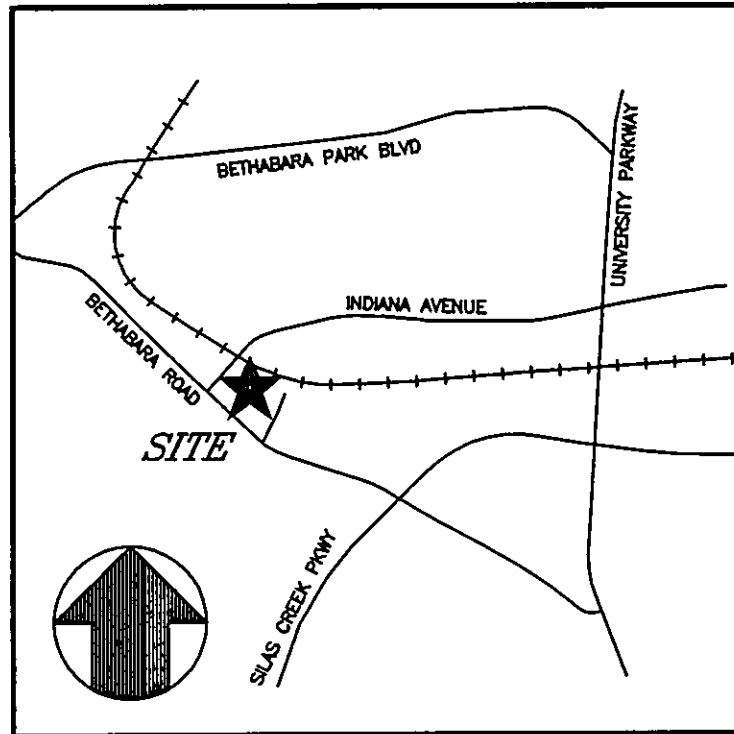 BETHABARA PARK BLVD
UNIVERSITY PARKWAY
INDIANA AVENUE
BETHABARA ROAD
SITE
SILAS CREEK PKWY